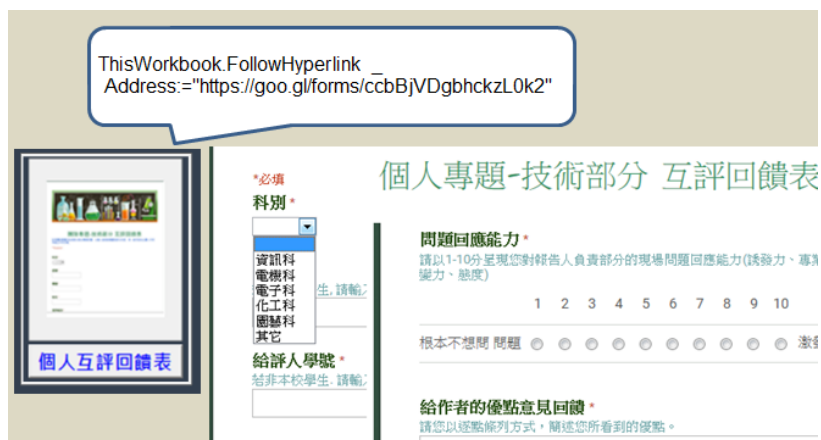 ThisWorkbook.FollowHyperlink _
Address:="https://goo.gl/forms/ccbBjVDgbhckzL0k2"
個人互評回饋表
*必填
個人專題-技術部分 互評回饋表
科別 *
資訊科
電機科
電子科
化工科
園藝科
其它
生, 請輸入
給評人學號 *
若非本校學生, 請輸入
問題回應能力 *
請以1-10分呈現您對報告人負責部分的現場問題回應能力(誘發力、專業
變力、態度)
1 2 3 4 5 6 7 8 9 10
根本不想問 問題
激發
給作者的優點意見回饋 *
請您以逐點條列方式，簡述您所看到的優點。